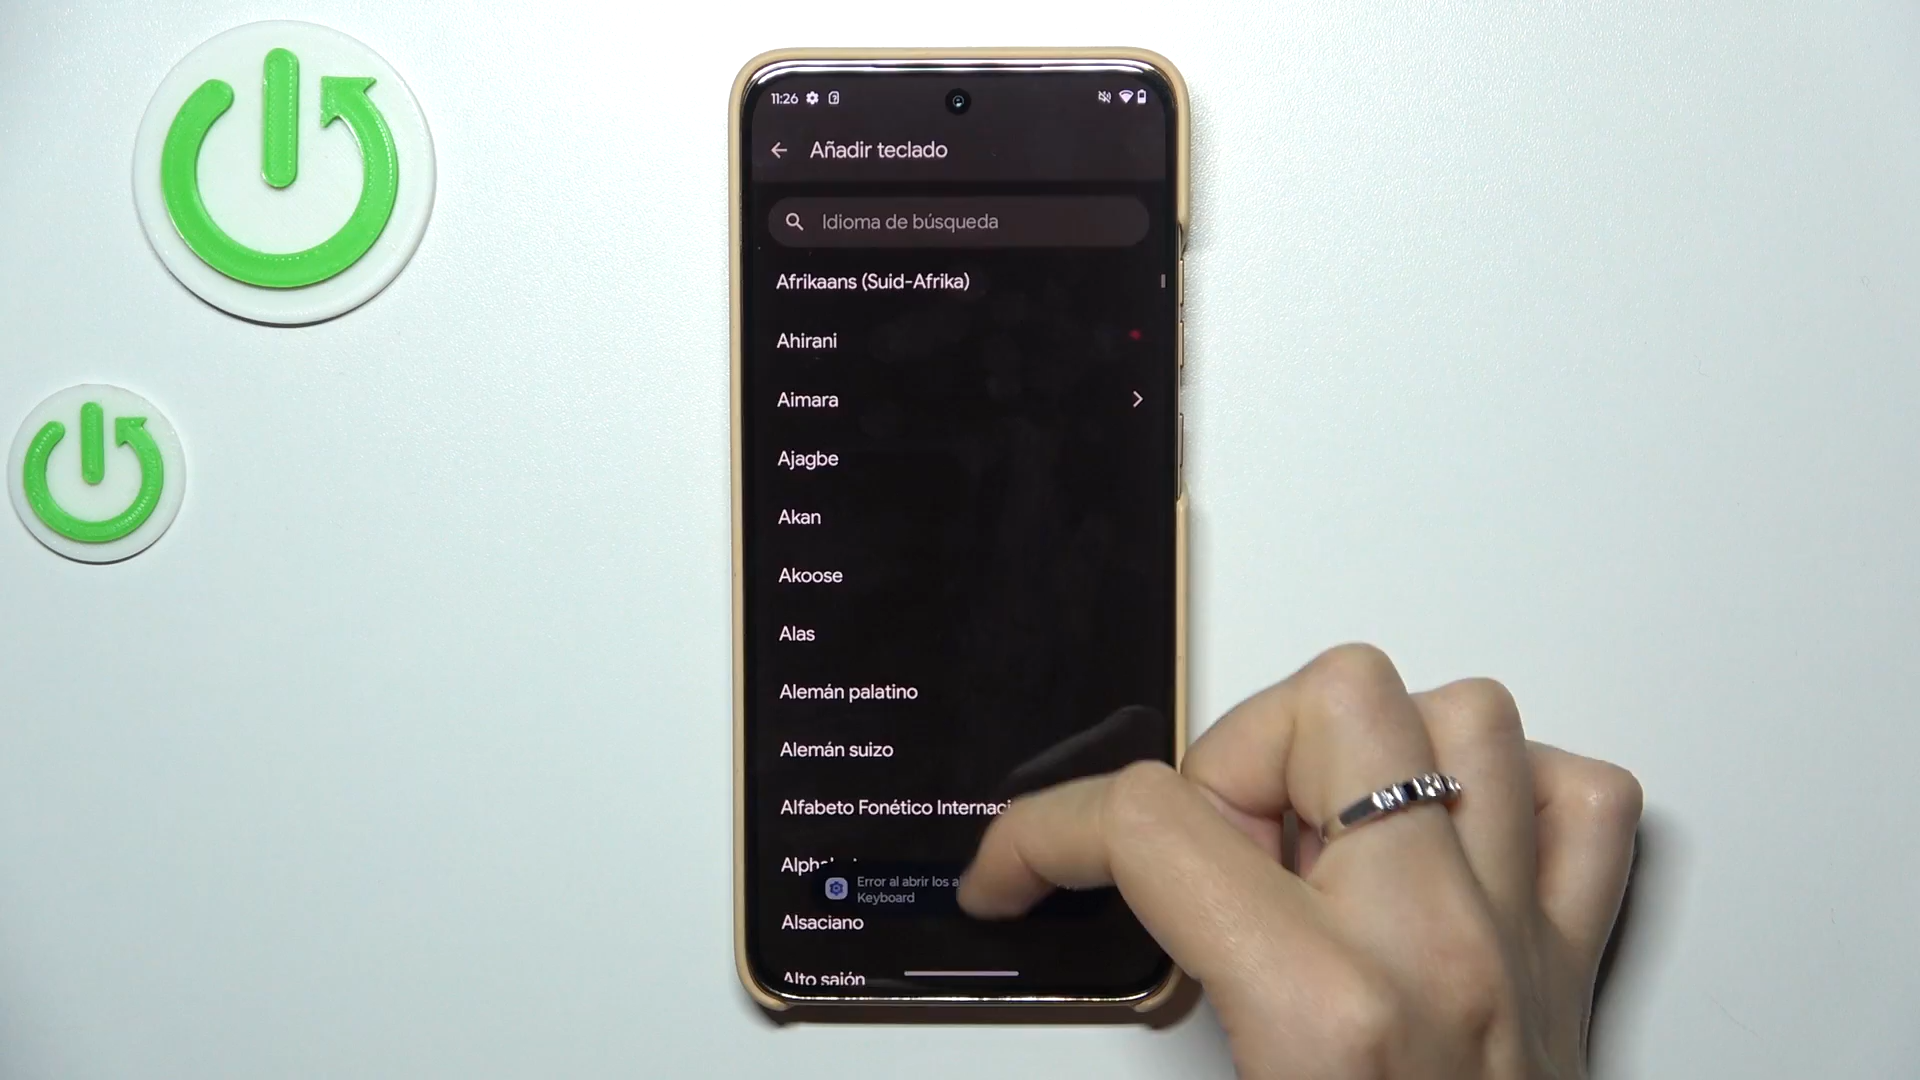 11:26
Añadir teclado
Idioma de búsqueda
Afrikaans (Suid-Afrika)
Ahirani
Aimara
Ajagbe
Akan
Akoose
Alas
Alemán palatino
Alemán suizo
Alfabeto Fonético
Error al abrir los
Keyboard
Alsaciano
Alto sajón